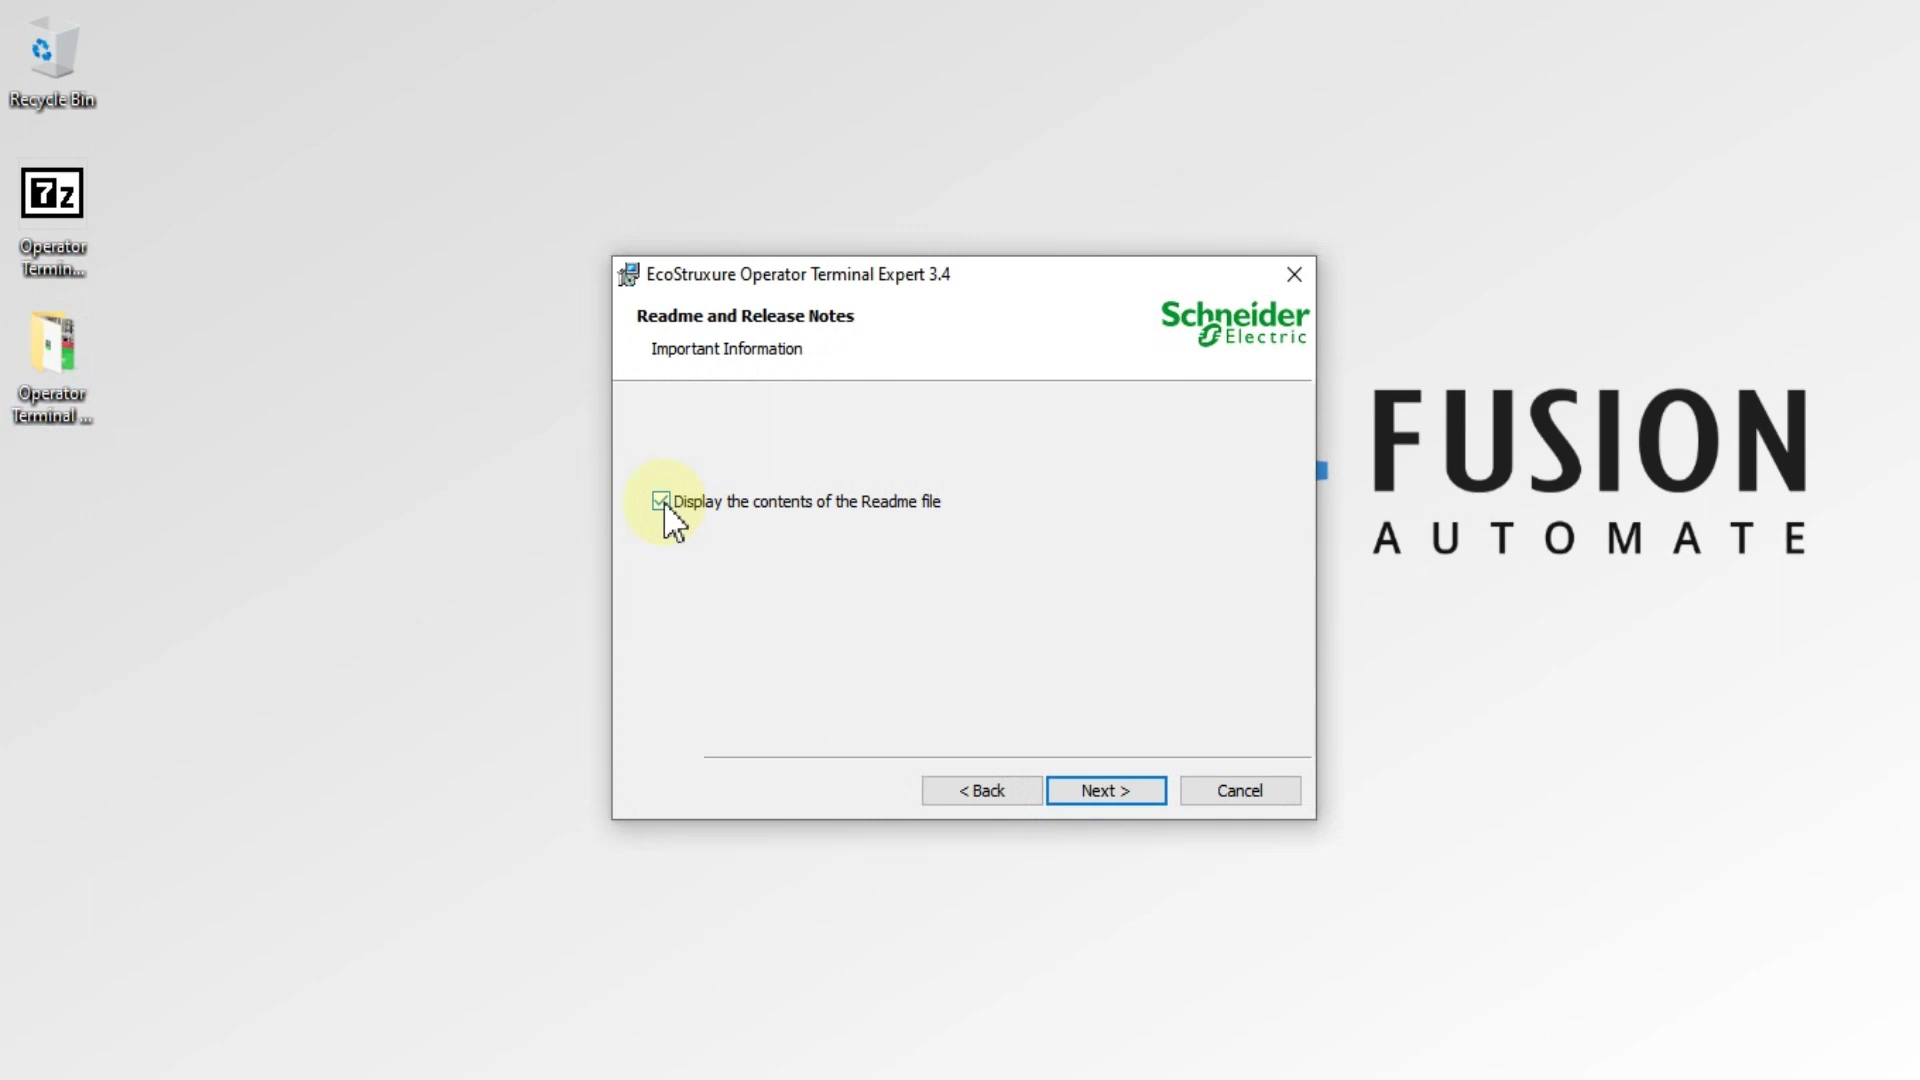 Recycle Bin
7z
Operator
Termin...
Operator
Terminal ...
EcoStruxure Operator Terminal Expert 3.4
Readme and Release Notes
Important Information
Schneider
Electric
Display the contents of the Readme file
< Back
Next >
Cancel
FUSION
AUTOMATE